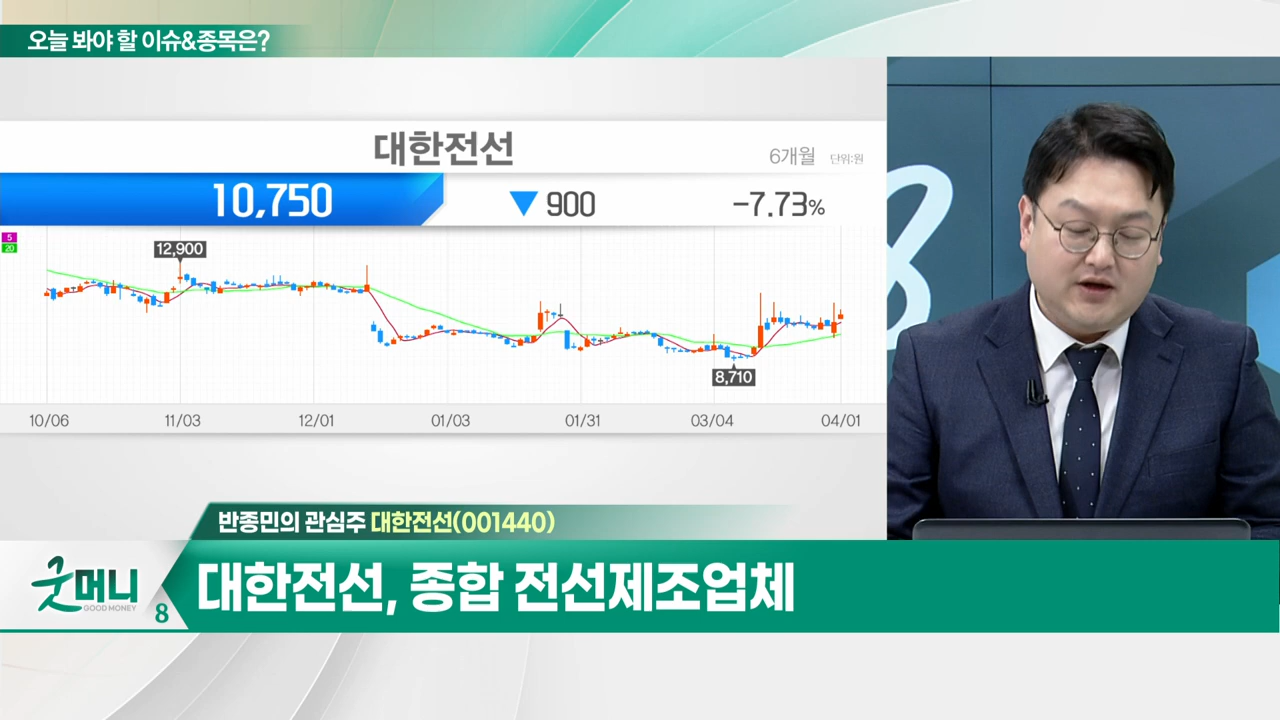 오늘 봐야 할 이슈&종목은?
대한전선
6개월 단위:원
10,750 ▼ 900 -7.73%
5
20
12,900
8,710
10/06 11/03 12/01 01/03 01/31 03/04 04/01
반종민의 관심주 대한전선(001440)
굿머니
GOOD MONEY
8
대한전선, 종합 전선제조업체